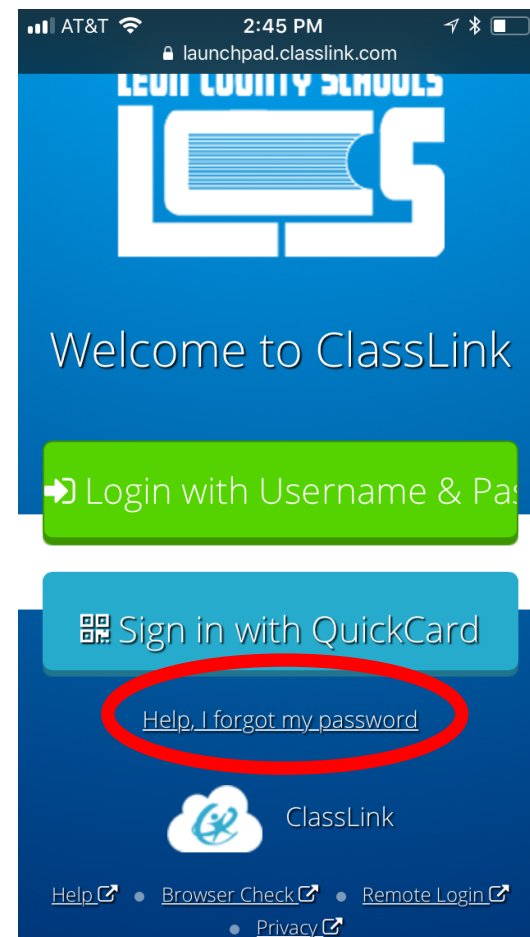 AT&T 2:45 PM
launchpad.classlink.com
LEON COUNTY SCHOOLS
LCS
Welcome to ClassLink
Login with Username & Pas
Sign in with QuickCard
Help, I forgot my password
ClassLink
Help • Browser Check • Remote Login
• Privacy